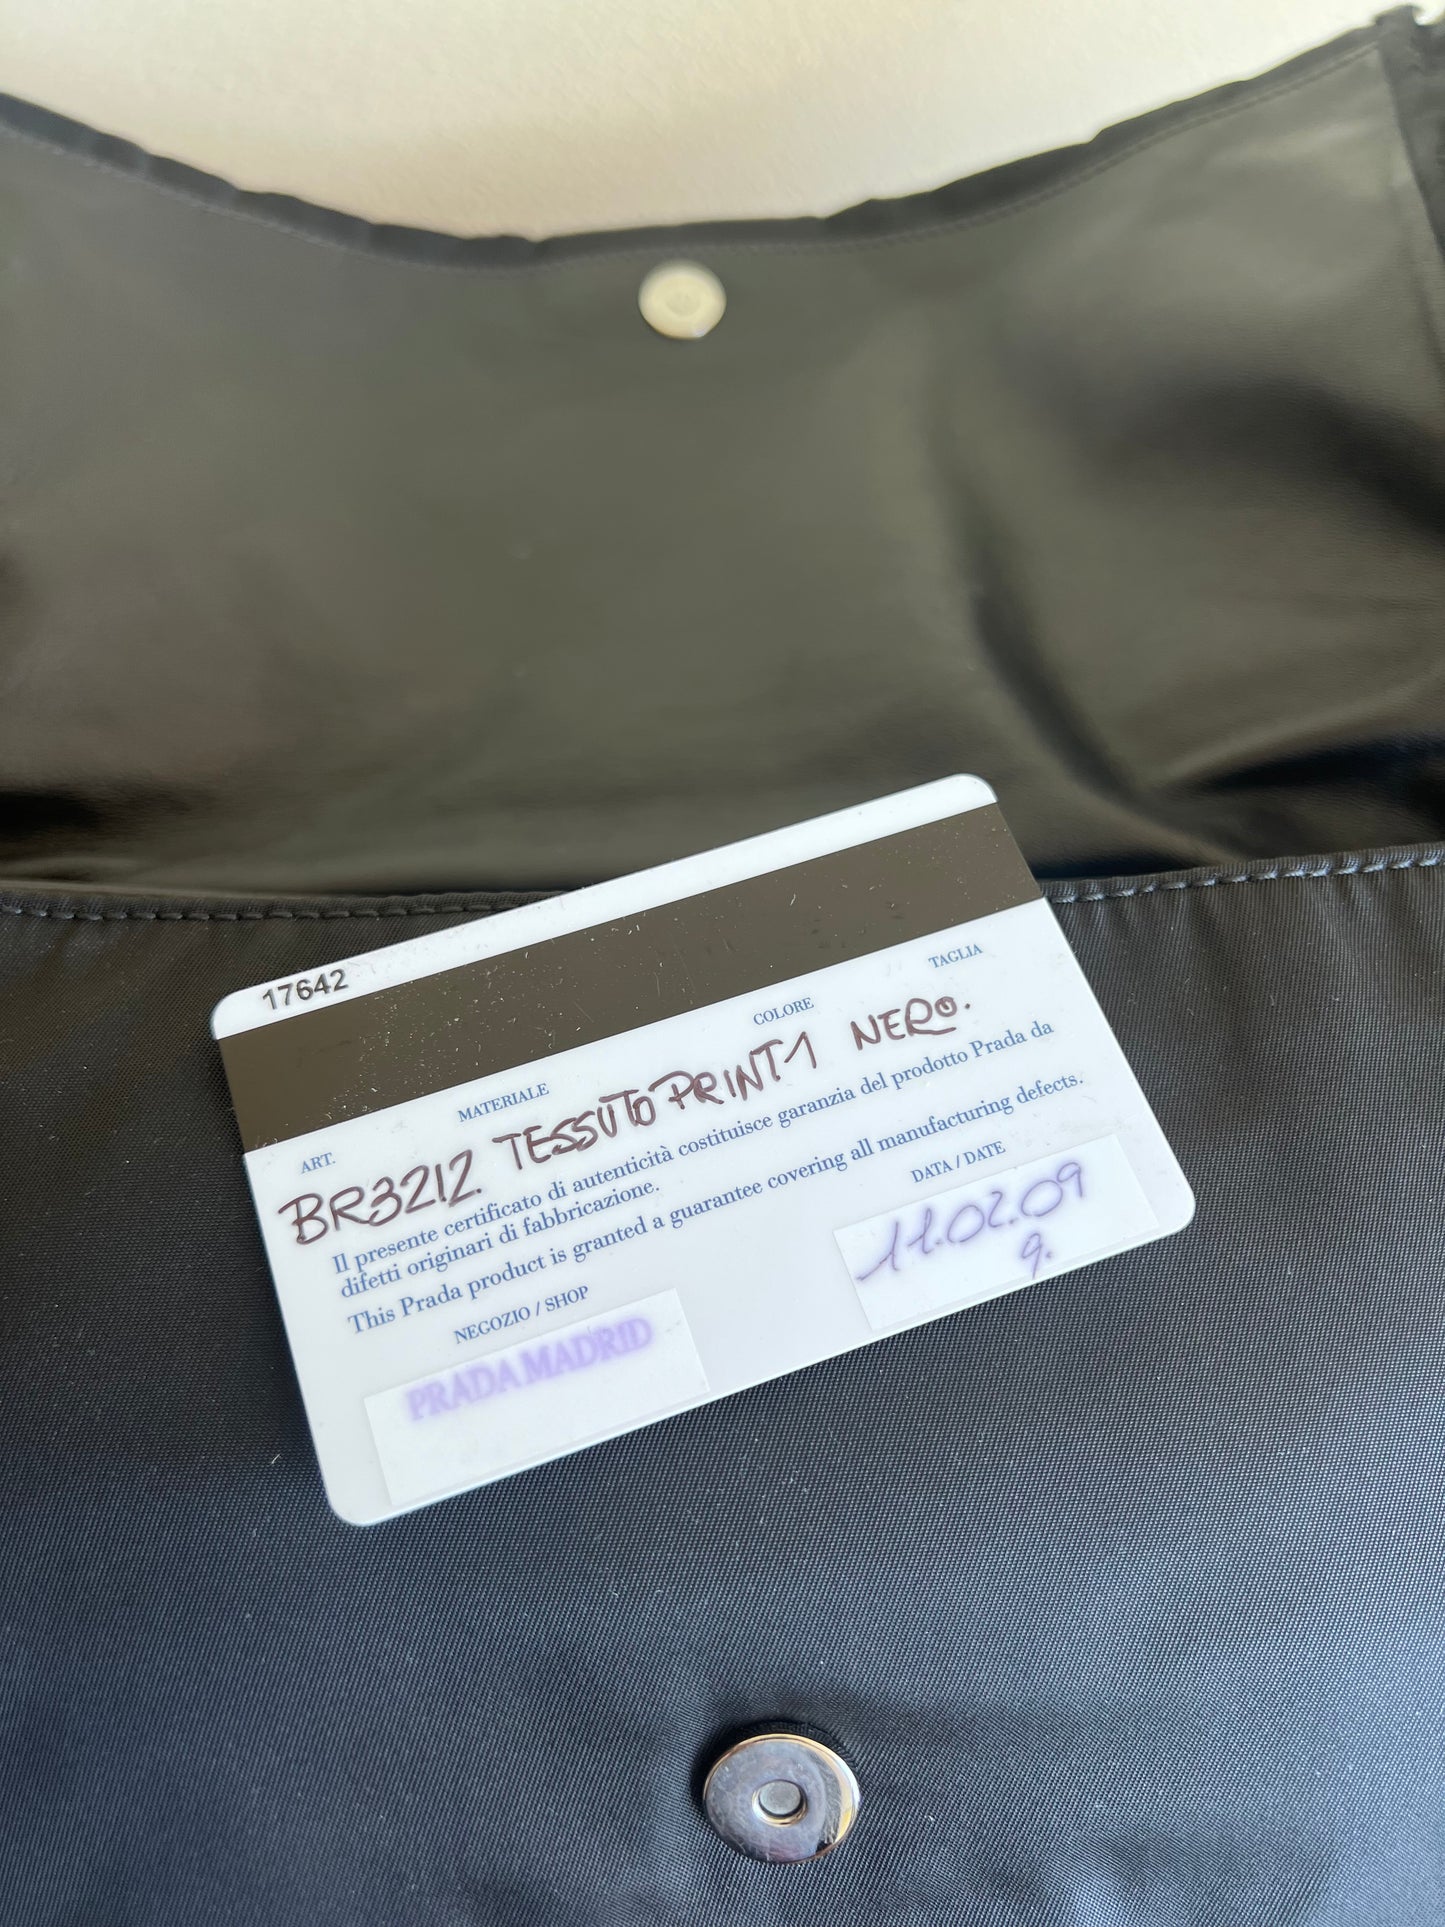 17642
ART. MATERIALE COLORE TAGLIA
BR3212 TESSUTO PRINT 1 NERO.
Il presente certificato di autenticità costituisce garanzia del prodotto Prada da
difetti originari di fabbricazione.
This Prada product is granted a guarantee covering all manufacturing defects.
NEGOZIO / SHOP DATA / DATE
PRADA MADRID 11.02.09
9.